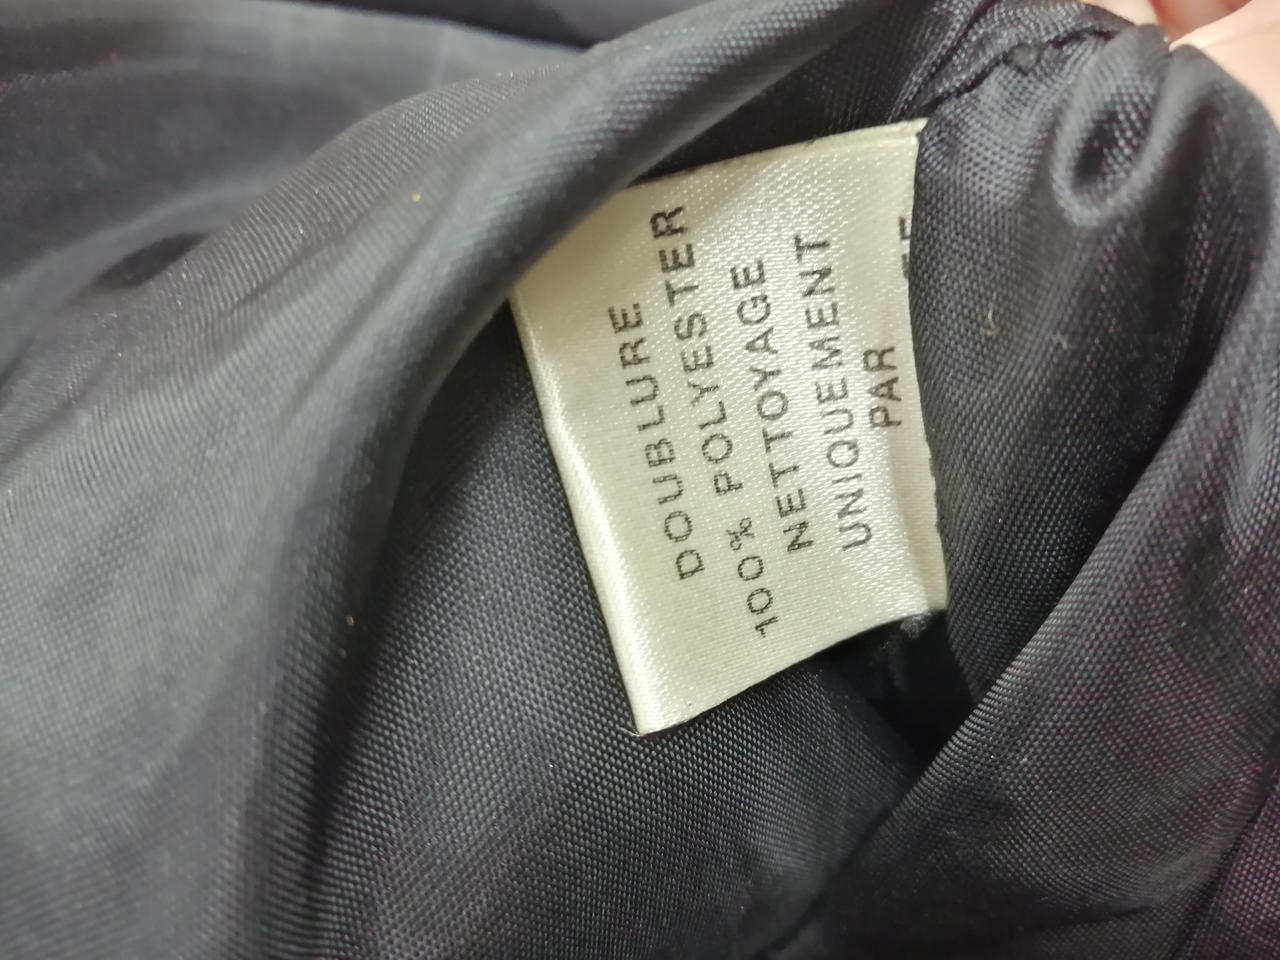 DOUBLURE
100% POLYESTER
NETTOYAGE
UNIQUEMENT
PAR